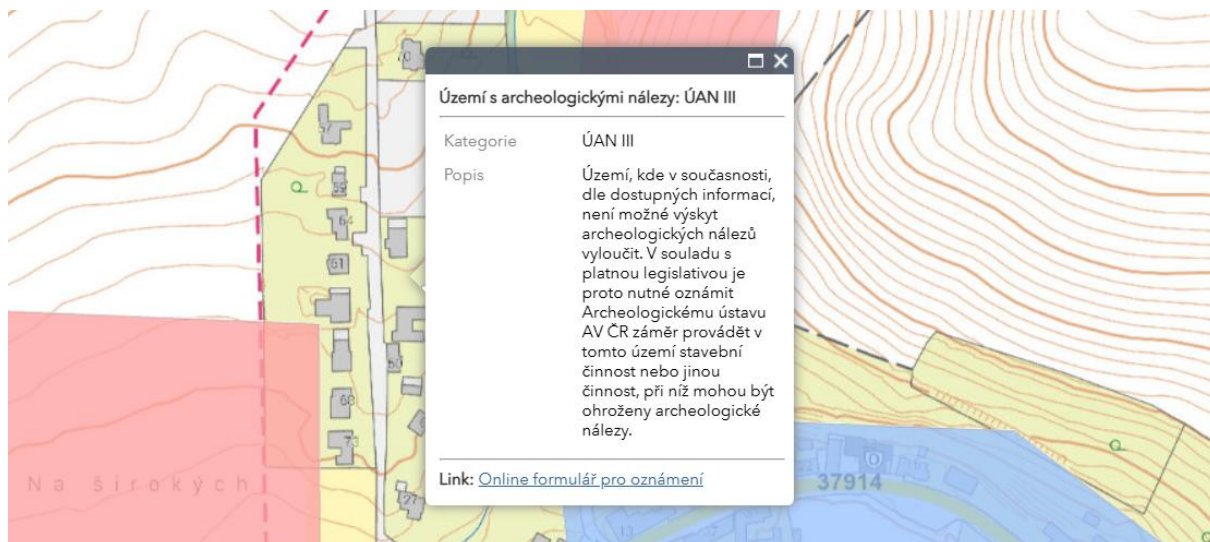 Území s archeologickými nálezy: ÚAN III
Kategorie ÚAN III
Popis Území, kde v současnosti,
dle dostupných informací,
není možné výskyt
archeologických nálezů
vyloučit. V souladu s
platnou legislativou je
proto nutné oznámit
Archeologickému ústavu
AV ČR záměr provádět v
tomto území stavební
činnost nebo jinou
činnost, při níž mohou být
ohroženy archeologické
nálezy.
Link: Online formulář pro oznámení
64
61
50
68
73
27
Na širokých
37914